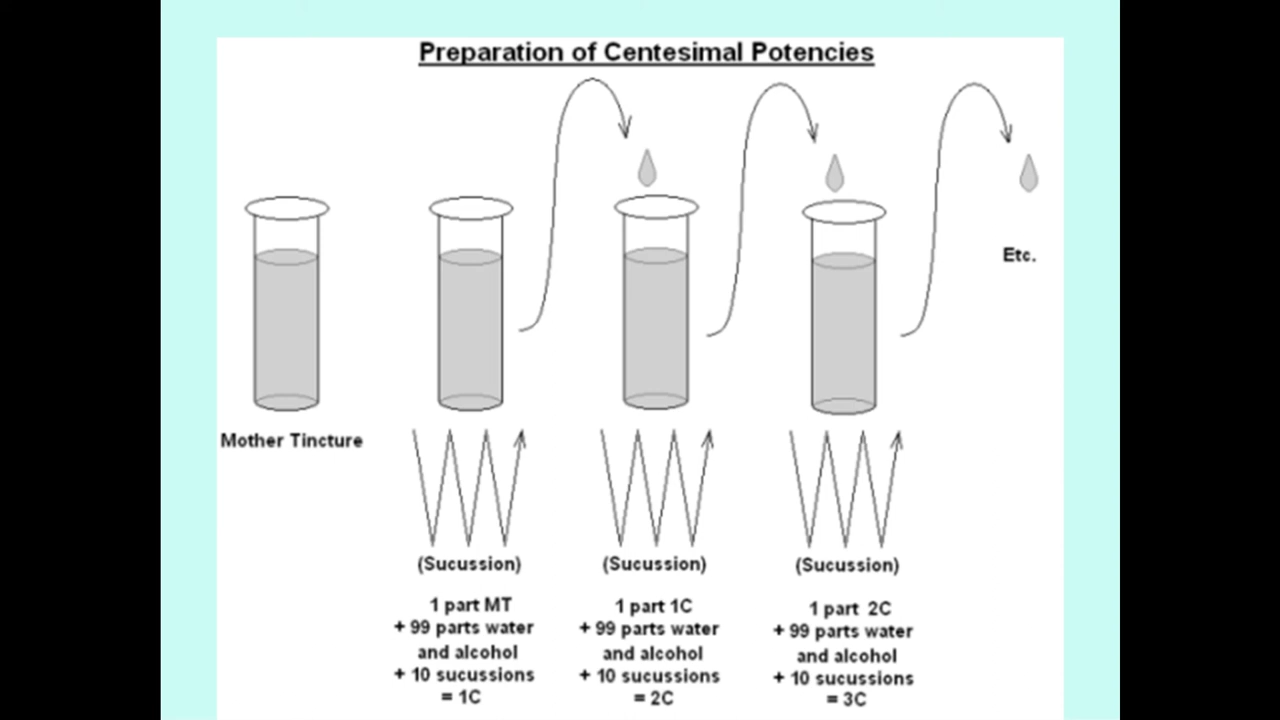 Preparation of Centesimal Potencies
Etc.
Mother Tincture
(Sucussion)
1 part MT
+ 99 parts water
and alcohol
+ 10 sucussions
= 1C
(Sucussion)
1 part 1C
+ 99 parts water
and alcohol
+ 10 sucussions
= 2C
(Sucussion)
1 part 2C
+ 99 parts water
and alcohol
+ 10 sucussions
= 3C